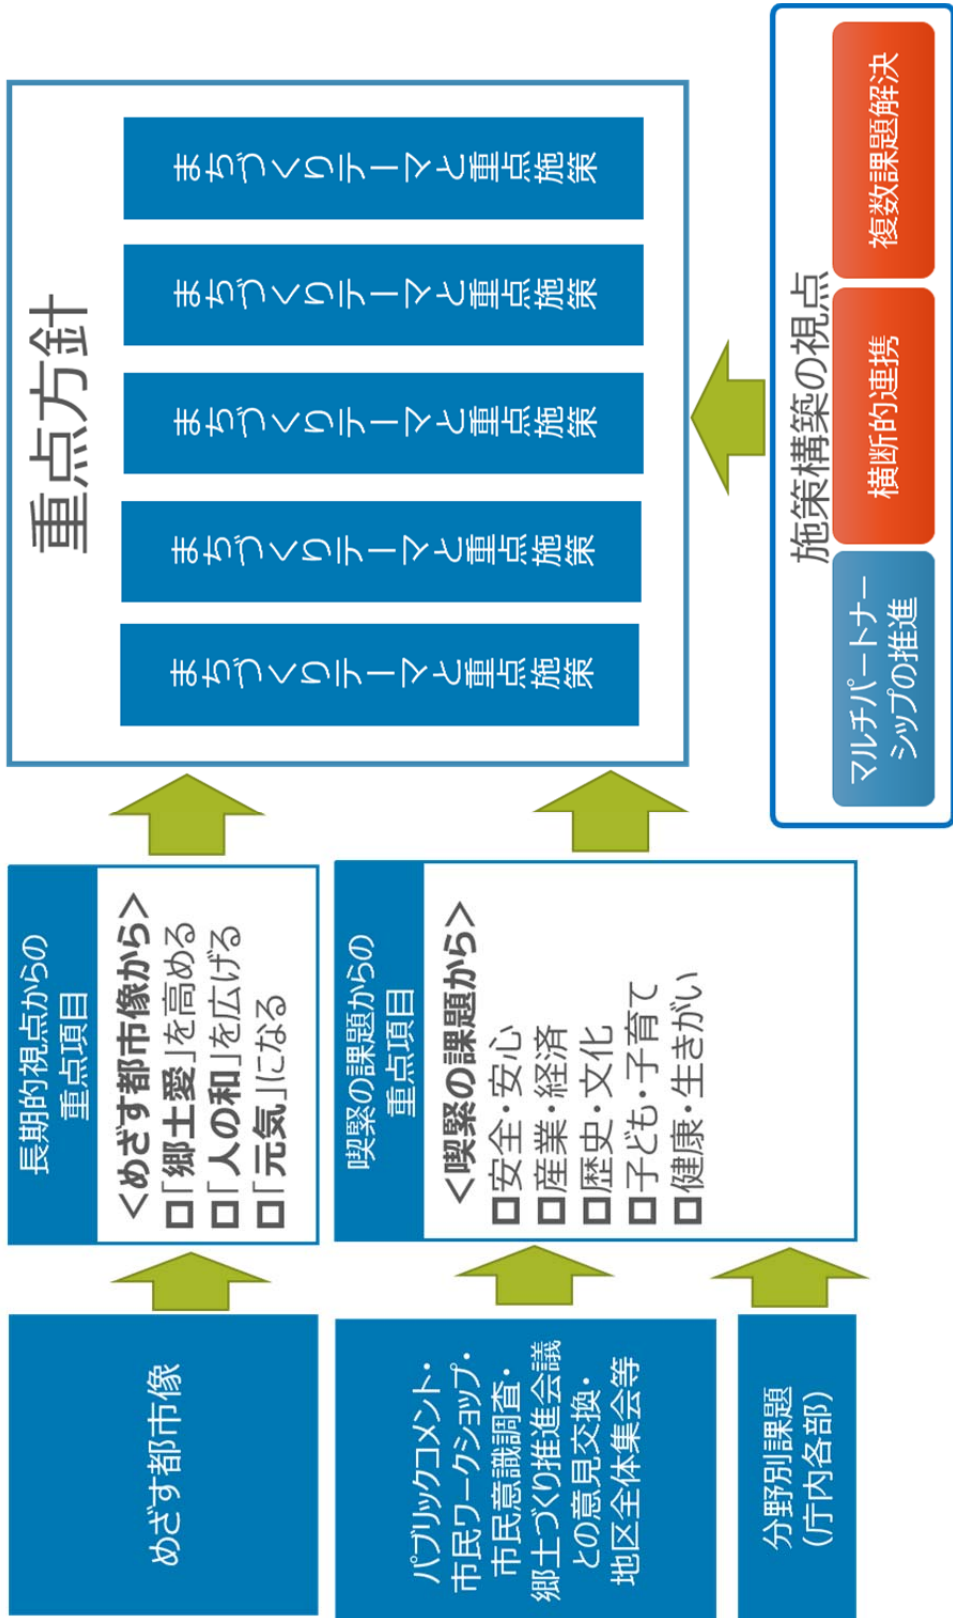 めざす都市像
パブリックコメント・
市民ワークショップ・
市民意識調査・
郷土づくり推進会議
との意見交換・
地区全体集会等
分野別課題
(庁内各部)
長期的視点からの
重点項目
<めざす都市像から>
□「郷土愛」を高める
□「人の和」を広げる
□「元気」になる
喫緊の課題からの
重点項目
<喫緊の課題から>
□安全・安心
□産業・経済
□歴史・文化
□子ども・子育て
□健康・生きがい
重点方針
まちづくりテーマと重点施策
まちづくりテーマと重点施策
まちづくりテーマと重点施策
まちづくりテーマと重点施策
まちづくりテーマと重点施策
施策構築の視点
マルチパートナー
シップの推進
横断的連携
複数課題解決